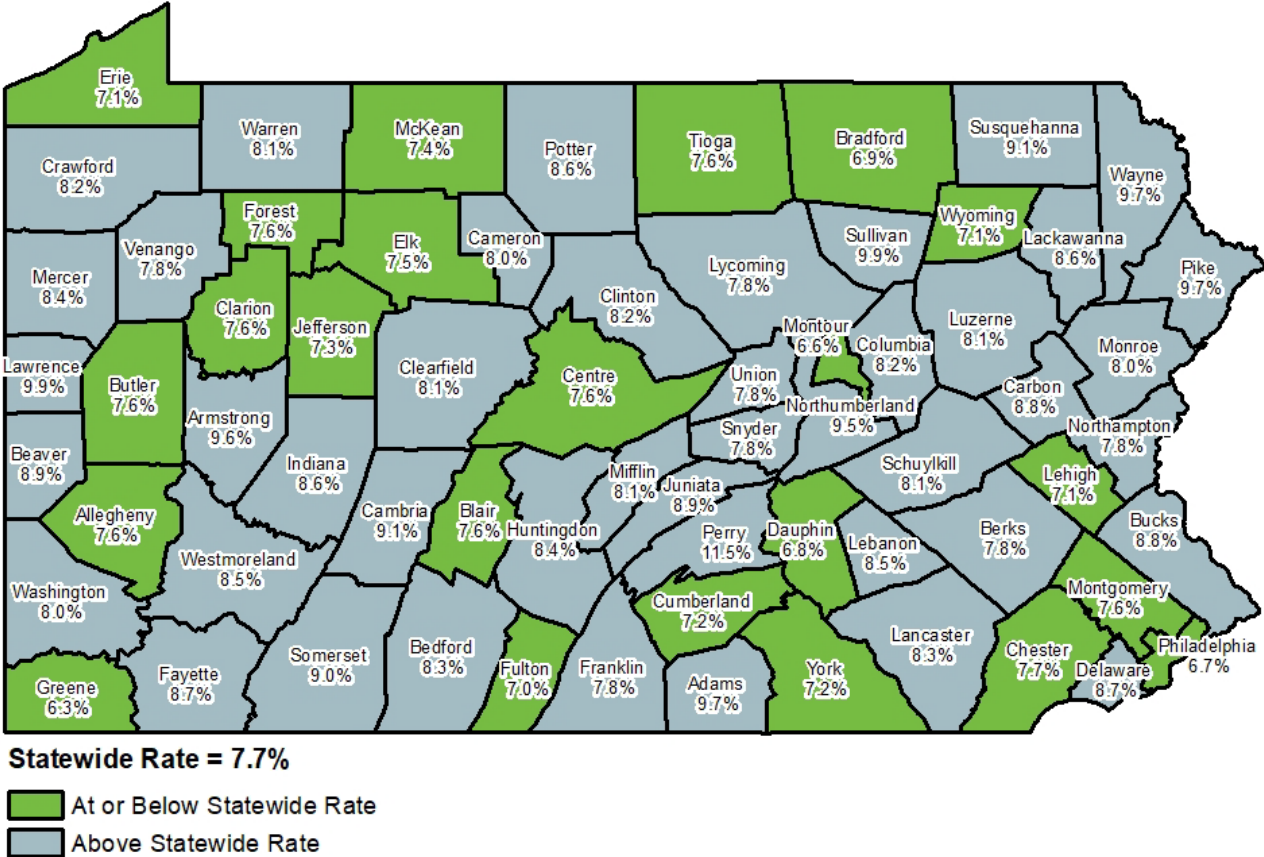 Erie
7.1%
Warren
8.1%
McKean
7.4%
Potter
8.6%
Tioga
7.6%
Bradford
6.9%
Susquehanna
9.1%
Wayne
9.7%
Crawford
8.2%
Forest
7.6%
Elk
7.5%
Cameron
8.0%
Sullivan
9.9%
Wyoming
7.1%
Lackawanna
8.6%
Pike
9.7%
Mercer
8.4%
Venango
7.8%
Clarion
7.6%
Jefferson
7.3%
Clinton
8.2%
Lycoming
7.8%
Montour
6.6%
Columbia
8.2%
Luzerne
8.1%
Monroe
8.0%
Lawrence
9.9%
Butler
7.6%
Armstrong
9.6%
Clearfield
8.1%
Centre
7.6%
Union
7.8%
Northumberland
9.5%
Carbon
8.8%
Northampton
7.8%
Beaver
8.9%
Indiana
8.6%
Snyder
7.8%
Mifflin
8.1%
Juniata
8.9%
Schuylkill
8.1%
Lehigh
7.1%
Allegheny
7.6%
Westmoreland
8.5%
Cambria
9.1%
Blair
7.6%
Huntingdon
8.4%
Perry
11.5%
Dauphin
6.8%
Lebanon
8.5%
Berks
7.8%
Bucks
8.8%
Washington
8.0%
Cumberland
7.2%
Montgomery
7.6%
Greene
6.3%
Fayette
8.7%
Somerset
9.0%
Bedford
8.3%
Fulton
7.0%
Franklin
7.8%
Adams
9.7%
York
7.2%
Lancaster
8.3%
Chester
7.7%
Delaware
8.7%
Philadelphia
6.7%
Statewide Rate = 7.7%
At or Below Statewide Rate
Above Statewide Rate